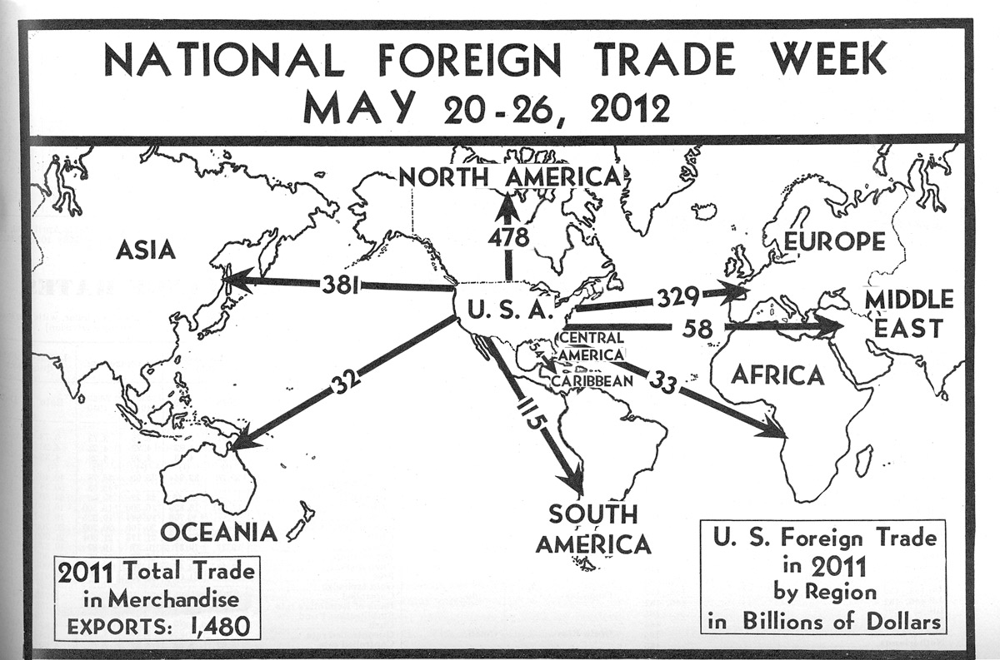 NATIONAL FOREIGN TRADE WEEK
MAY 20-26, 2012
NORTH AMERICA
478
ASIA
EUROPE
381
U. S. A.
329
MIDDLE
EAST
58
CENTRAL
AMERICA
54
CARIBBEAN
AFRICA
32
33
115
OCEANIA
SOUTH
AMERICA
2011 Total Trade
in Merchandise
EXPORTS: 1,480
U. S. Foreign Trade
in 2011
by Region
in Billions of Dollars